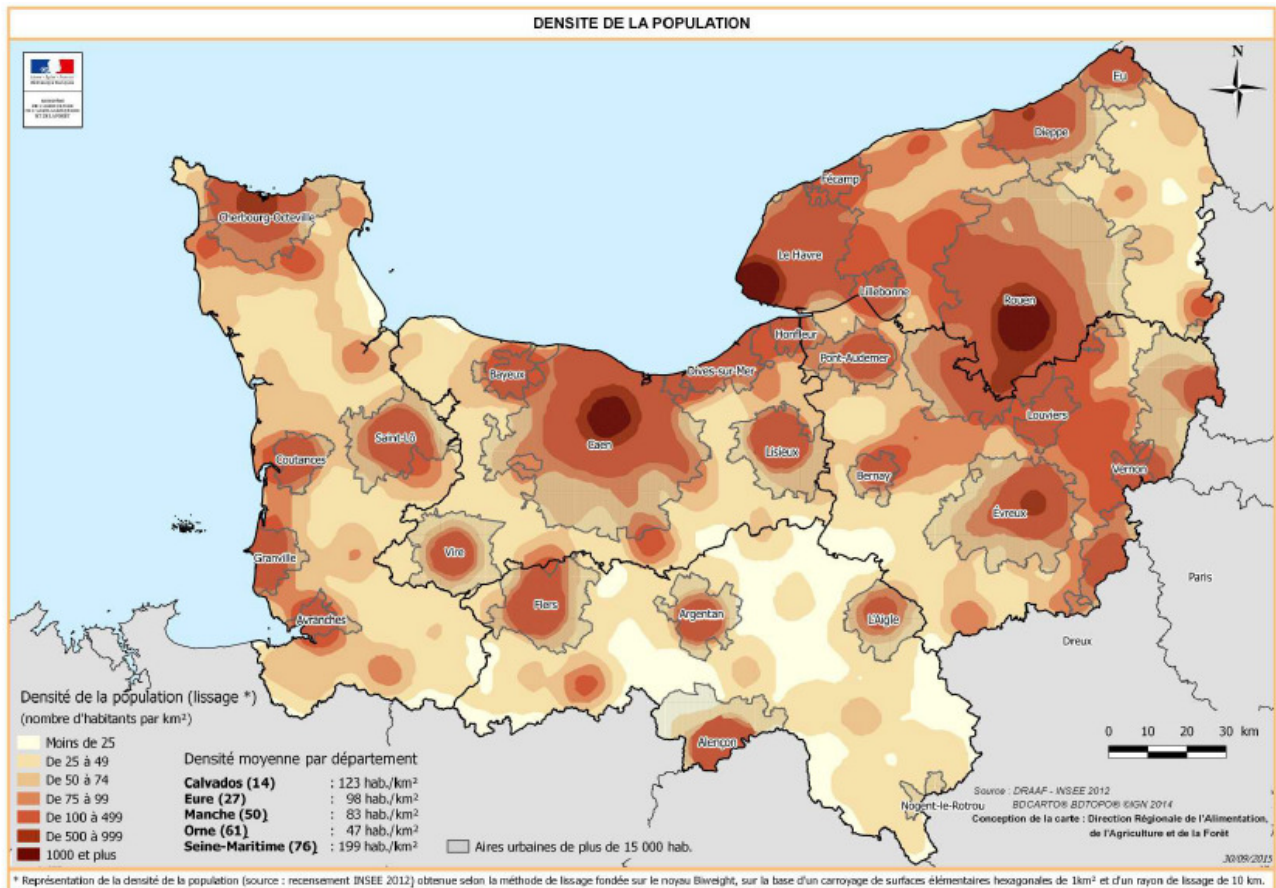 DENSITE DE LA POPULATION
N
Eu
Dieppe
Fécamp
Cherbourg-Octeville
Le Havre
Lillebonne
Rouen
Honfleur
Pont-Audemer
Dives-sur-Mer
Bayeux
Louviers
Saint-Lô
Caen
Lisieux
Coutances
Bernay
Vernon
Évreux
Granville
Vire
Paris
Flers
Argentan
L'Aigle
Avranches
Dreux
Alençon
Nogent-le-Rotrou
Densité de la population (lissage *)
(nombre d'habitants par km²)
Moins de 25
De 25 à 49
De 50 à 74
De 75 à 99
De 100 à 499
De 500 à 999
1000 et plus
Densité moyenne par département
Calvados (14) : 123 hab./km²
Eure (27) : 98 hab./km²
Manche (50) : 83 hab./km²
Orne (61) : 47 hab./km²
Seine-Maritime (76) : 199 hab./km²
Aires urbaines de plus de 15 000 hab.
0 10 20 30 km
Source : DRAAF - INSEE 2012
BDCARTO® BDTOPO® ©IGN 2014
Conception de la carte : Direction Régionale de l'Alimentation,
de l'Agriculture et de la Forêt
30/09/2015
* Représentation de la densité de la population (source : recensement INSEE 2012) obtenue selon la méthode de lissage fondée sur le noyau Biweight, sur la base d'un carroyage de surfaces élémentaires hexagonales de 1km² et d'un rayon de lissage de 10 km.